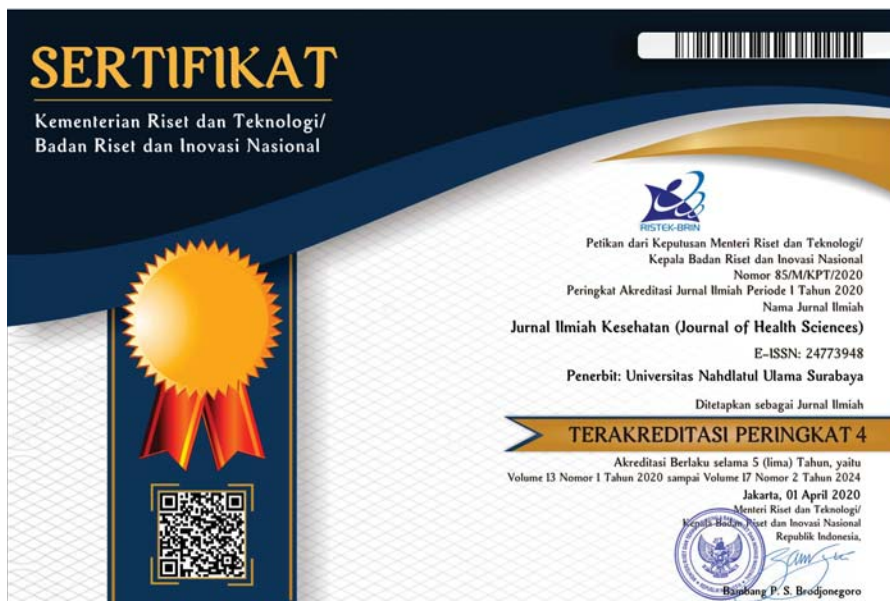 SERTIFIKAT
Kementerian Riset dan Teknologi/
Badan Riset dan Inovasi Nasional
RISTEK-BRIN
Petikan dari Keputusan Menteri Riset dan Teknologi/
Kepala Badan Riset dan Inovasi Nasional
Nomor 85/M/KPT/2020
Peringkat Akreditasi Jurnal Ilmiah Periode 1 Tahun 2020
Nama Jurnal Ilmiah
Jurnal Ilmiah Kesehatan (Journal of Health Sciences)
E-ISSN: 24773948
Penerbit: Universitas Nahdlatul Ulama Surabaya
Ditetapkan sebagai Jurnal Ilmiah
TERAKREDITASI PERINGKAT 4
Akreditasi Berlaku selama 5 (lima) Tahun, yaitu
Volume 13 Nomor 1 Tahun 2020 sampai Volume 17 Nomor 2 Tahun 2024
Jakarta, 01 April 2020
Menteri Riset dan Teknologi/
Kepala Badan Riset dan Inovasi Nasional
Republik Indonesia,
Bambang P. S. Brodjonegoro